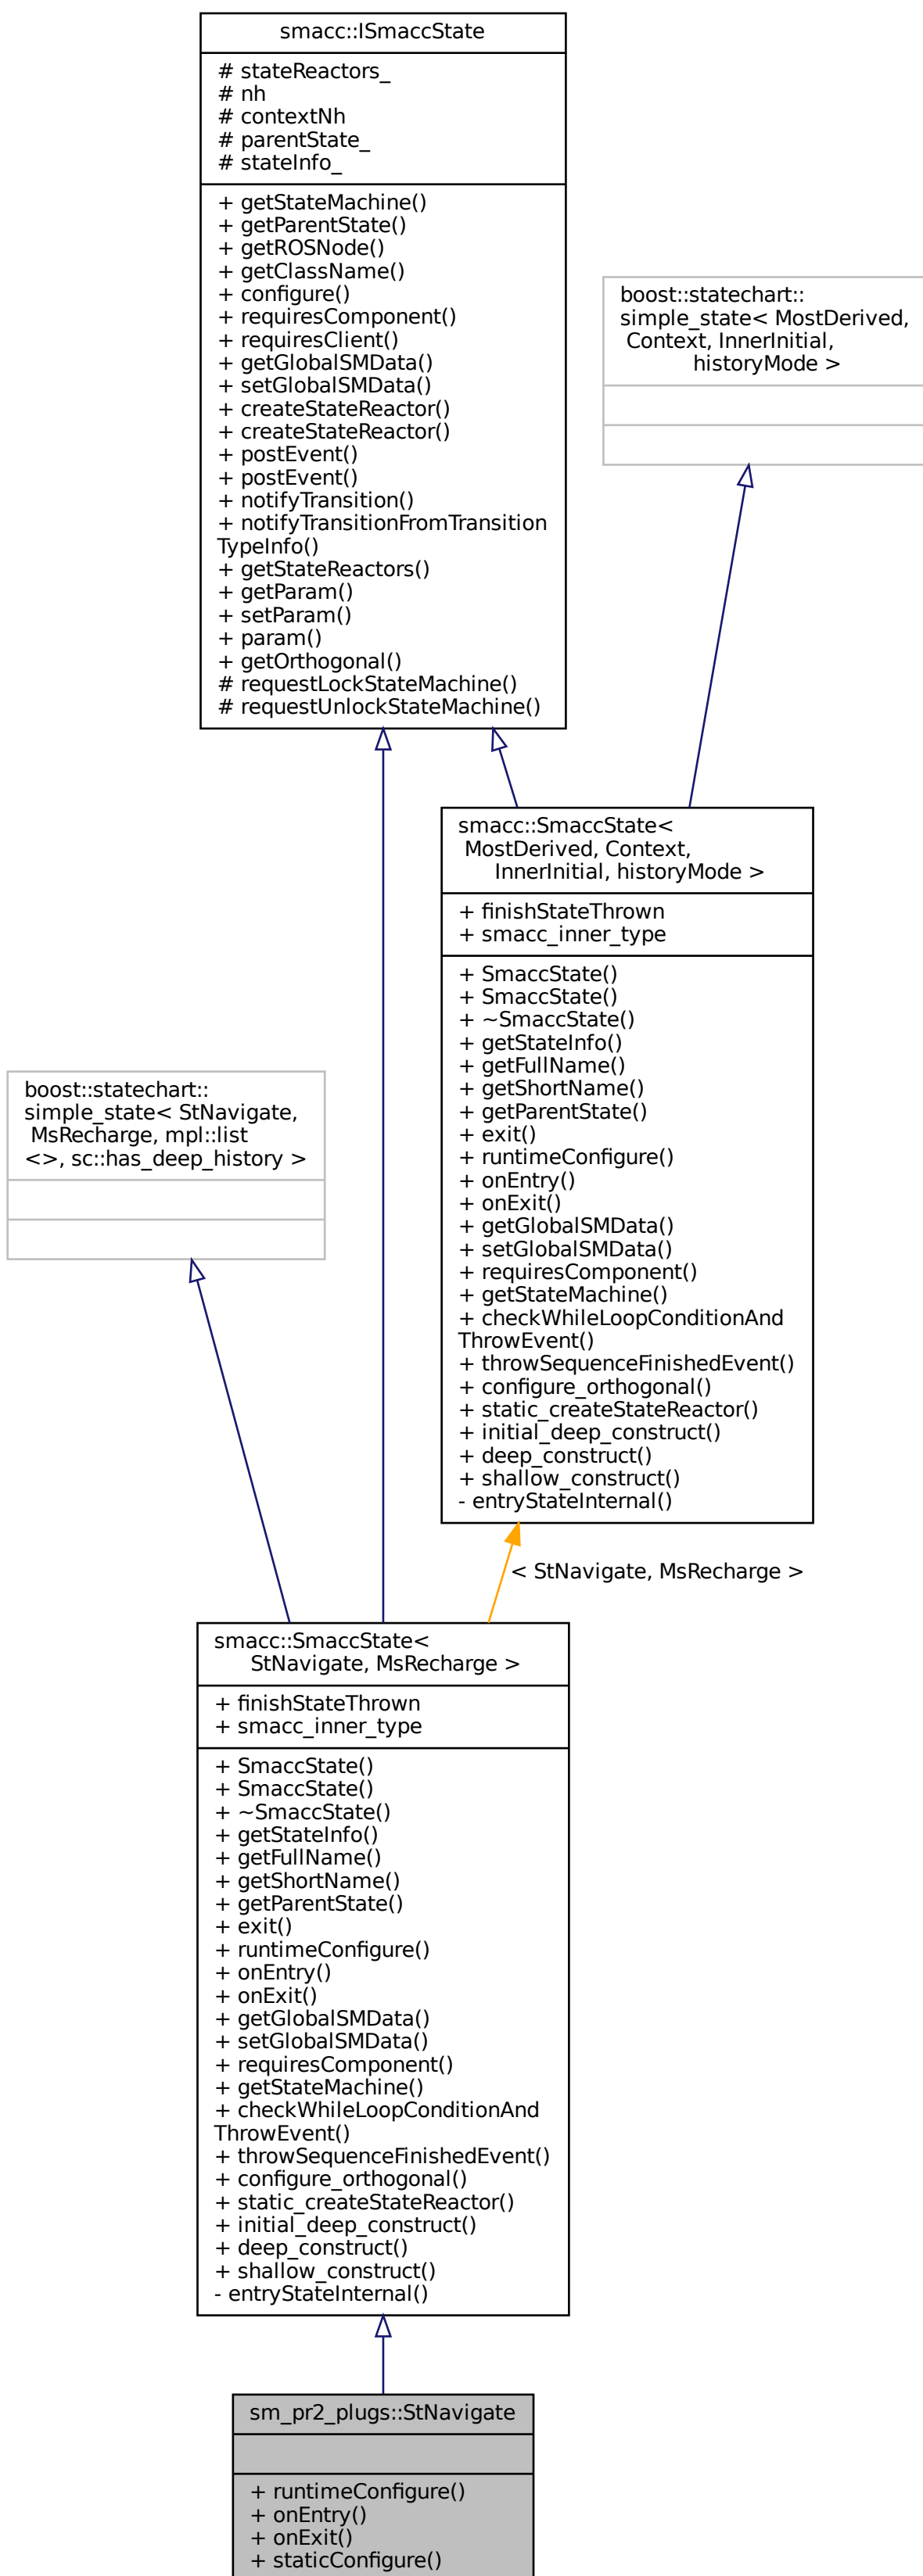 smacc::ISmaccState
# stateReactors_
# nh
# contextNh
# parentState_
# stateInfo_
+ getStateMachine()
+ getParentState()
+ getROSNode()
+ getClassName()
+ configure()
+ requiresComponent()
+ requiresClient()
+ getGlobalSMData()
+ setGlobalSMData()
+ createStateReactor()
+ createStateReactor()
+ postEvent()
+ postEvent()
+ notifyTransition()
+ notifyTransitionFromTransition
TypeInfo()
+ getStateReactors()
+ getParam()
+ setParam()
+ param()
+ getOrthogonal()
# requestLockStateMachine()
# requestUnlockStateMachine()
boost::statechart::
simple_state< MostDerived,
Context, InnerInitial,
historyMode >
smacc::SmaccState<
MostDerived, Context,
InnerInitial, historyMode >
+ finishStateThrown
+ smacc_inner_type
+ SmaccState()
+ SmaccState()
+ ~SmaccState()
+ getStateInfo()
+ getFullName()
+ getShortName()
+ getParentState()
+ exit()
+ runtimeConfigure()
+ onEntry()
+ onExit()
+ getGlobalSMData()
+ setGlobalSMData()
+ requiresComponent()
+ getStateMachine()
+ checkWhileLoopConditionAnd
ThrowEvent()
+ throwSequenceFinishedEvent()
+ configure_orthogonal()
+ static_createStateReactor()
+ initial_deep_construct()
+ deep_construct()
+ shallow_construct()
- entryStateInternal()
boost::statechart::
simple_state< StNavigate,
MsRecharge, mpl::list
<>, sc::has_deep_history >
< StNavigate, MsRecharge >
smacc::SmaccState<
StNavigate, MsRecharge >
+ finishStateThrown
+ smacc_inner_type
+ SmaccState()
+ SmaccState()
+ ~SmaccState()
+ getStateInfo()
+ getFullName()
+ getShortName()
+ getParentState()
+ exit()
+ runtimeConfigure()
+ onEntry()
+ onExit()
+ getGlobalSMData()
+ setGlobalSMData()
+ requiresComponent()
+ getStateMachine()
+ checkWhileLoopConditionAnd
ThrowEvent()
+ throwSequenceFinishedEvent()
+ configure_orthogonal()
+ static_createStateReactor()
+ initial_deep_construct()
+ deep_construct()
+ shallow_construct()
- entryStateInternal()
sm_pr2_plugs::StNavigate
+ runtimeConfigure()
+ onEntry()
+ onExit()
+ staticConfigure()